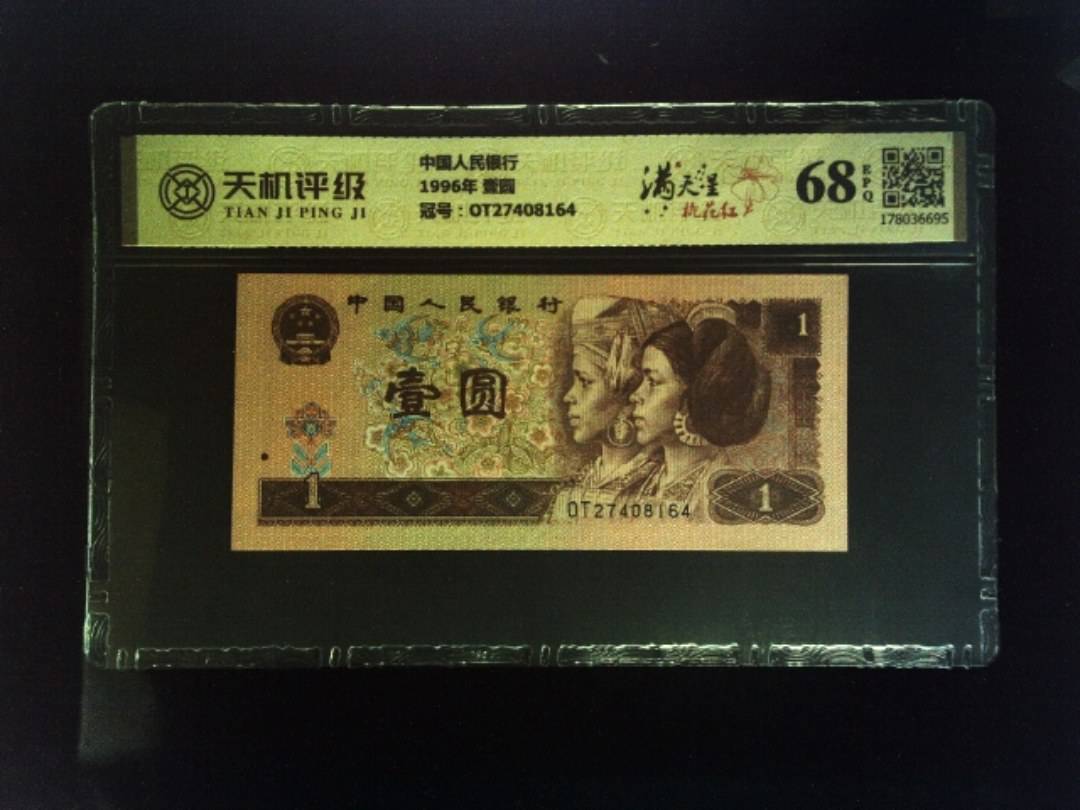 天机评级
TIAN JI PING JI
中国人民银行
1996年 壹圆
冠号：OT27408164
满天星
桃花红
68
EPQ
178036695
中国人民银行
1
壹圆
1
OT27408164
1